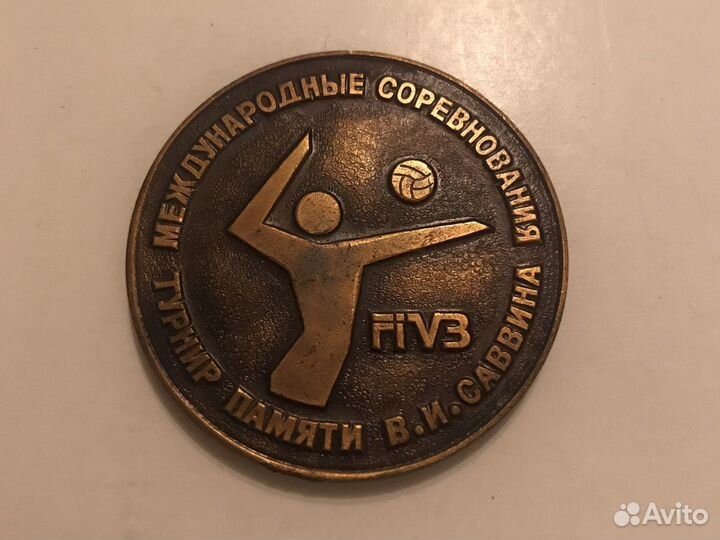 МЕЖДУНАРОДНЫЕ СОРЕВНОВАНИЯ
ТУРНИР ПАМЯТИ В.И.САВВИНА
FiVB
Avito